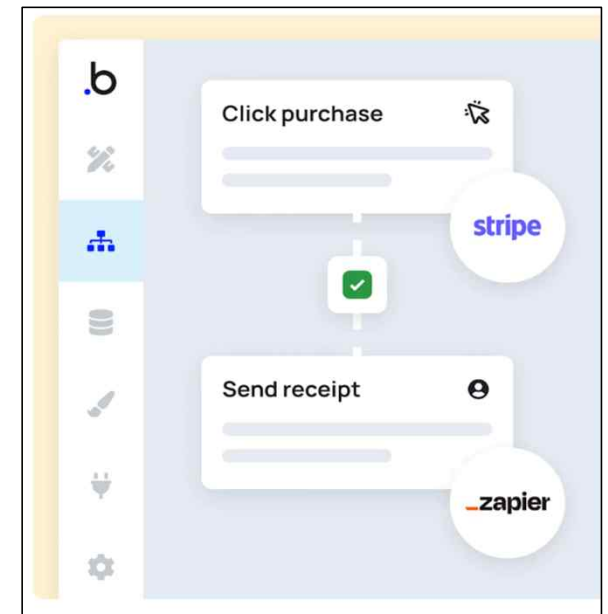 .b
Click purchase
stripe
Send receipt
_zapier